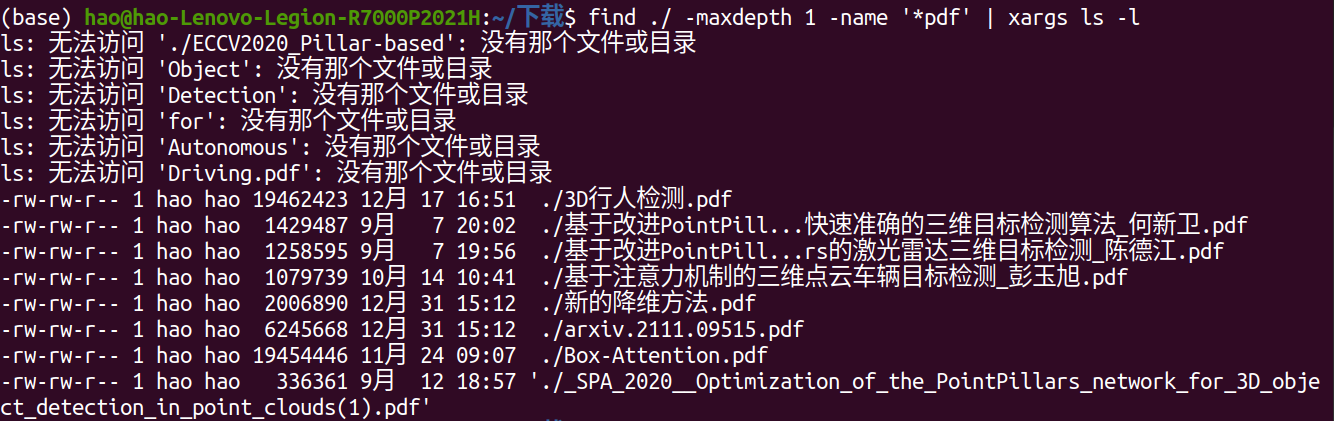 (base) hao@hao-Lenovo-Legion-R7000P2021H:~/下载$ find ./ -maxdepth 1 -name '*pdf' | xargs ls -l
ls: 无法访问 './ECCV2020_Pillar-based': 没有那个文件或目录
ls: 无法访问 'Object': 没有那个文件或目录
ls: 无法访问 'Detection': 没有那个文件或目录
ls: 无法访问 'for': 没有那个文件或目录
ls: 无法访问 'Autonomous': 没有那个文件或目录
ls: 无法访问 'Driving.pdf': 没有那个文件或目录
-rw-rw-r-- 1 hao hao 19462423 12月 17 16:51  ./3D行人检测.pdf
-rw-rw-r-- 1 hao hao  1429487 9月   7 20:02  ./基于改进PointPill...快速准确的三维目标检测算法_何新卫.pdf
-rw-rw-r-- 1 hao hao  1258595 9月   7 19:56  ./基于改进PointPill...rs的激光雷达三维目标检测_陈德江.pdf
-rw-rw-r-- 1 hao hao  1079739 10月 14 10:41  ./基于注意力机制的三维点云车辆目标检测_彭玉旭.pdf
-rw-rw-r-- 1 hao hao  2006890 12月 31 15:12  ./新的降维方法.pdf
-rw-rw-r-- 1 hao hao  6245668 12月 31 15:12  ./arxiv.2111.09515.pdf
-rw-rw-r-- 1 hao hao 19454446 11月 24 09:07  ./Box-Attention.pdf
-rw-rw-r-- 1 hao hao   336361 9月  12 18:57 './_SPA_2020__Optimization_of_the_PointPillars_network_for_3D_obje
ct_detection_in_point_clouds(1).pdf'